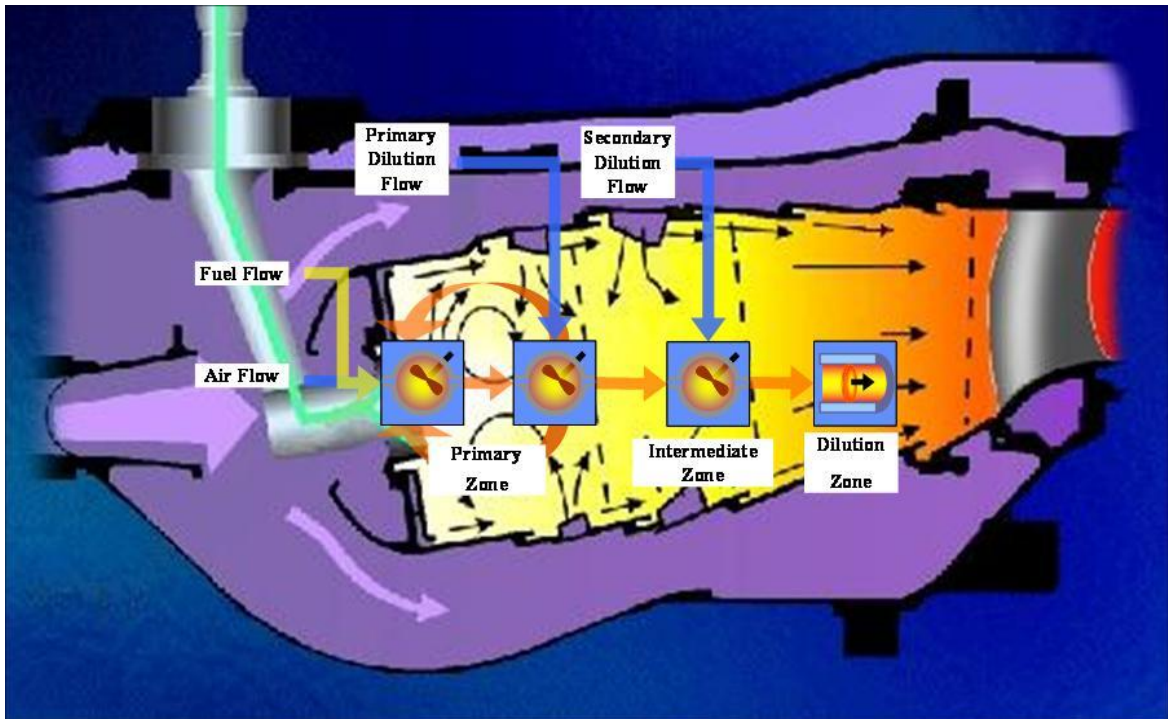 Primary
Dilution
Flow
Secondary
Dilution
Flow
Fuel Flow
Air Flow
Primary
Zone
Intermediate
Zone
Dilution
Zone